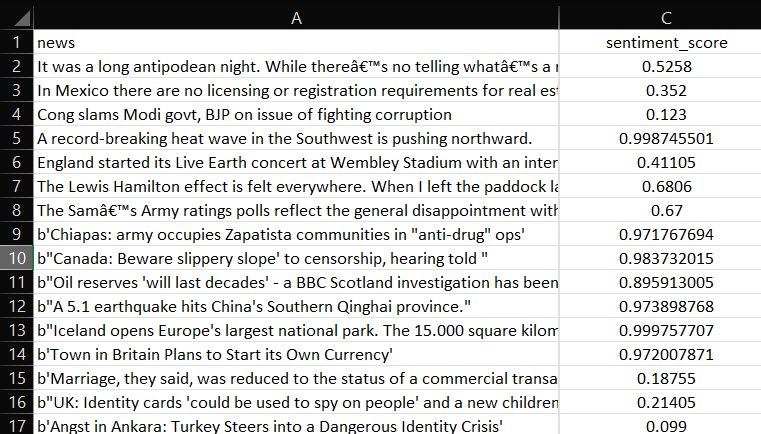 A C
1 news sentiment_score
2 It was a long antipodean night. While thereâ€™s no telling whatâ€™s a 0.5258
3 In Mexico there are no licensing or registration requirements for real 0.352
4 Cong slams Modi govt, BJP on issue of fighting corruption 0.123
5 A record-breaking heat wave in the Southwest is pushing northward. 0.998745501
6 England started its Live Earth concert at Wembley Stadium with an 0.41105
7 The Lewis Hamilton effect is felt everywhere. When I left the paddock 0.6806
8 The Samâ€™s Army ratings polls reflect the general disappointment with 0.67
9 b'Chiapas: army occupies Zapatista communities in "anti-drug" ops' 0.971767694
10 b"Canada: Beware slippery slope' to censorship, hearing told " 0.983732015
11 b"Oil reserves 'will last decades' - a BBC Scotland investigation has been 0.895913005
12 b"A 5.1 earthquake hits China's Southern Qinghai province." 0.973898768
13 b"Iceland opens Europe's largest national park. The 15.000 square 0.999757707
14 b'Town in Britain Plans to Start its Own Currency' 0.972007871
15 b'Marriage, they said, was reduced to the status of a commercial 0.18755
16 b"UK: Identity cards 'could be used to spy on people' and a new children 0.21405
17 b'Angst in Ankara: Turkey Steers into a Dangerous Identity Crisis' 0.099